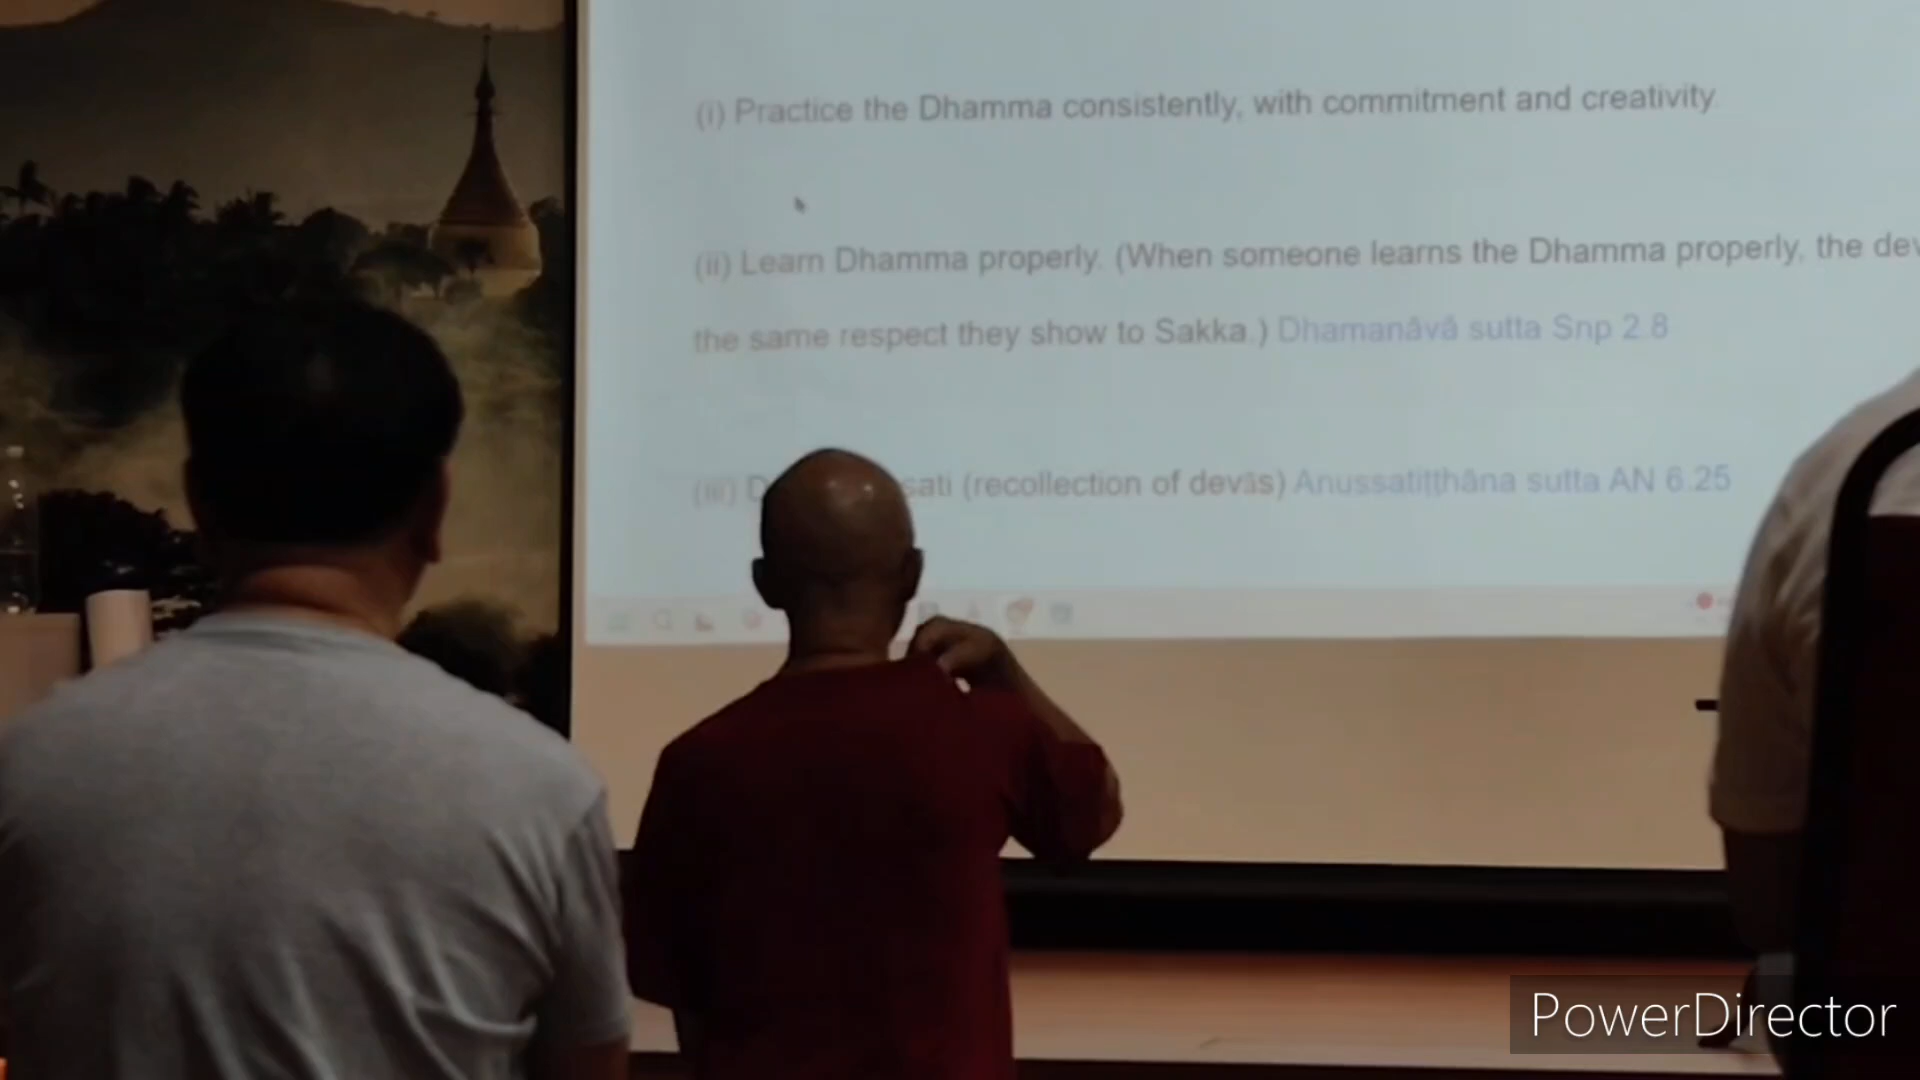 (i) Practice the Dhamma consistently, with commitment and creativity.
(ii) Learn Dhamma properly. (When someone learns the Dhamma properly, the dev
the same respect they show to Sakka.) Dhamanâvâ sutta Snp 2.8
(iii) D sati (recollection of devās) Anussatiṭṭhâna sutta AN 6.25
PowerDirector